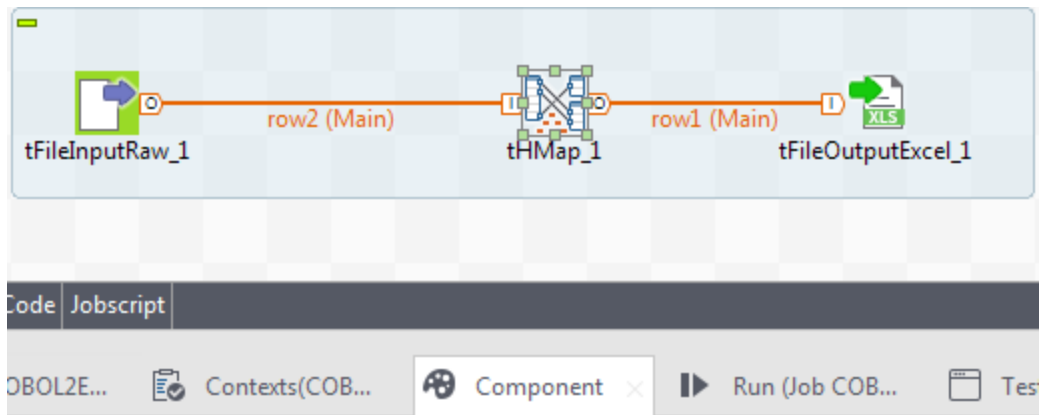 row2 (Main)
row1 (Main)
XLS
tFileInputRaw_1
tHMap_1
tFileOutputExcel_1
Code
Jobscript
OBOL2E...
Contexts(COB...
Component
Run (Job COB...
Tes